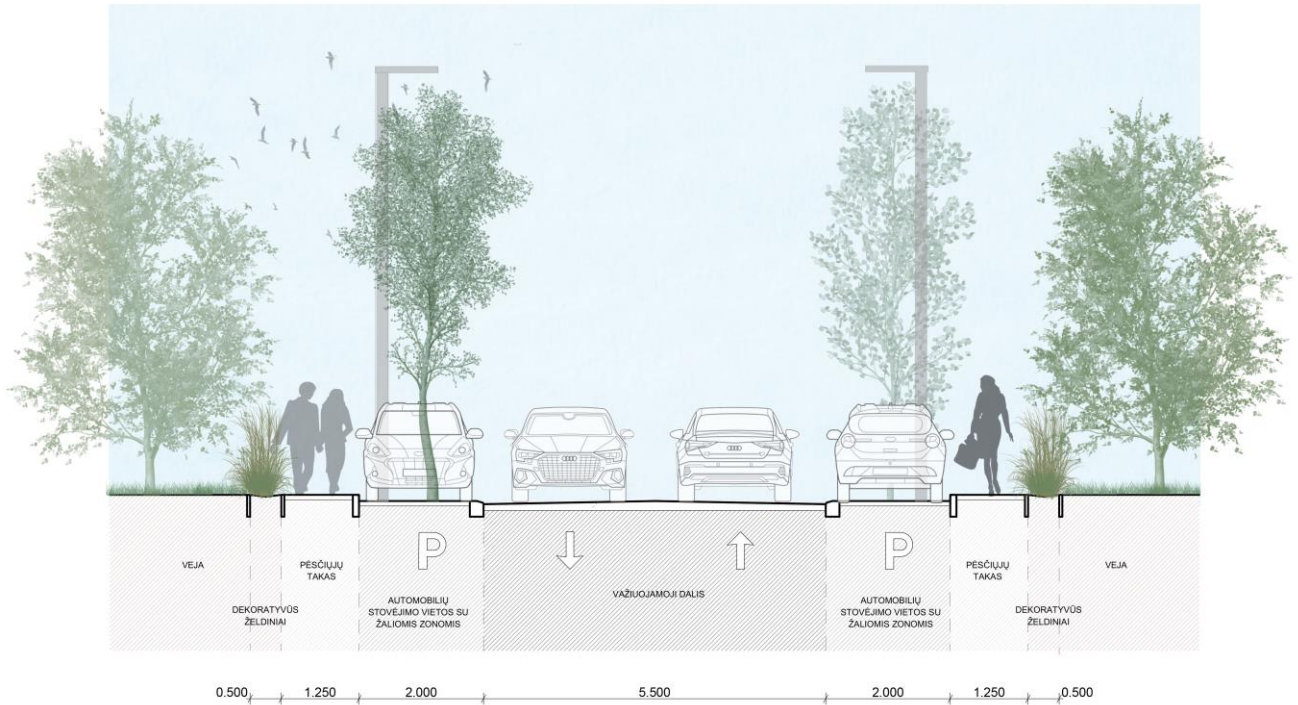 P
P
VEJA
PĖSČIŲJŲ
TAKAS
VAŽIUOJAMOJI DALIS
PĖSČIŲJŲ
TAKAS
VEJA
DEKORATYVŪS
ŽELDINIAI
AUTOMOBILIŲ
STOVĖJIMO VIETOS SU
ŽALIOMIS ZONOMIS
AUTOMOBILIŲ
STOVĖJIMO VIETOS SU
ŽALIOMIS ZONOMIS
DEKORATYVŪS
ŽELDINIAI
0.500 1.250 2.000 5.500 2.000 1.250 0.500